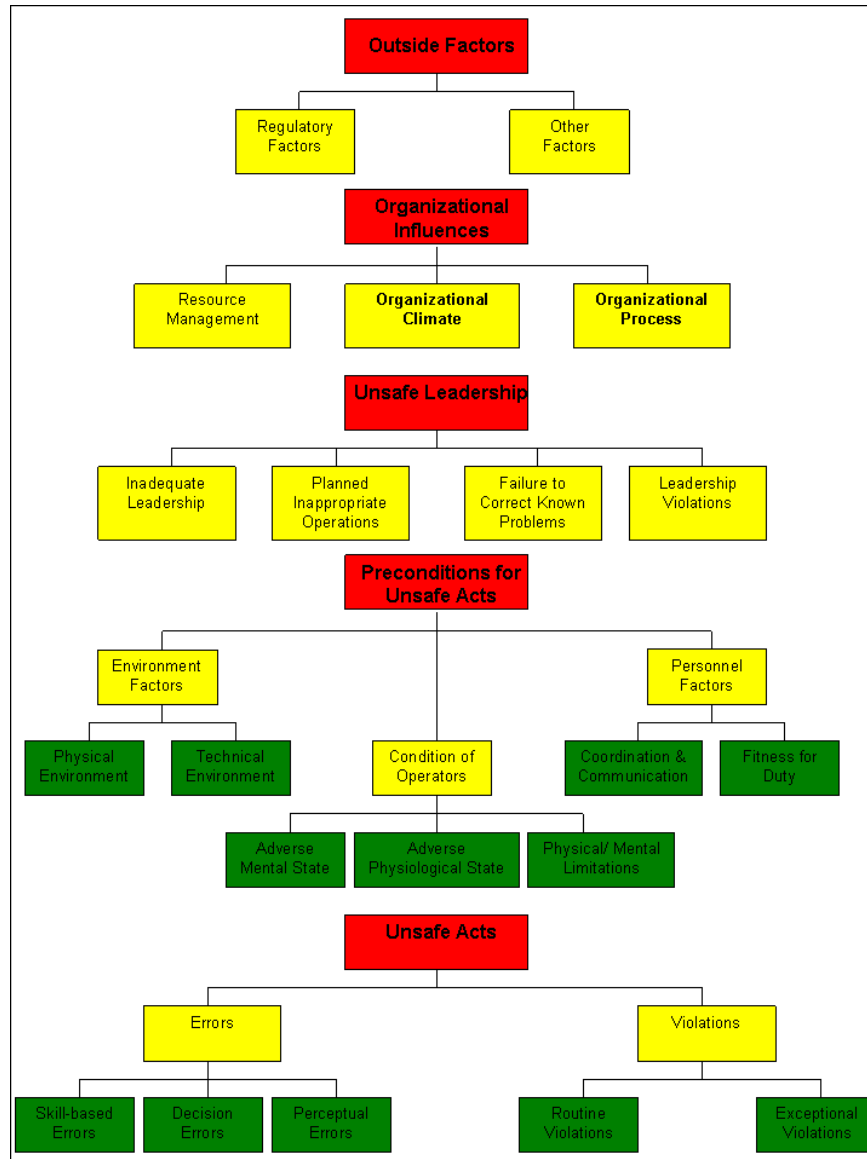 Outside Factors
Regulatory
Factors
Other
Factors
Organizational
Influences
Resource
Management
Organizational
Climate
Organizational
Process
Unsafe Leadership
Inadequate
Leadership
Planned
Inappropriate
Operations
Failure to
Correct Known
Problems
Leadership
Violations
Preconditions for
Unsafe Acts
Environment
Factors
Personnel
Factors
Physical
Environment
Technical
Environment
Condition of
Operators
Coordination &
Communication
Fitness for
Duty
Adverse
Mental State
Adverse
Physiological State
Physical/ Mental
Limitations
Unsafe Acts
Errors
Violations
Skill-based
Errors
Decision
Errors
Perceptual
Errors
Routine
Violations
Exceptional
Violations